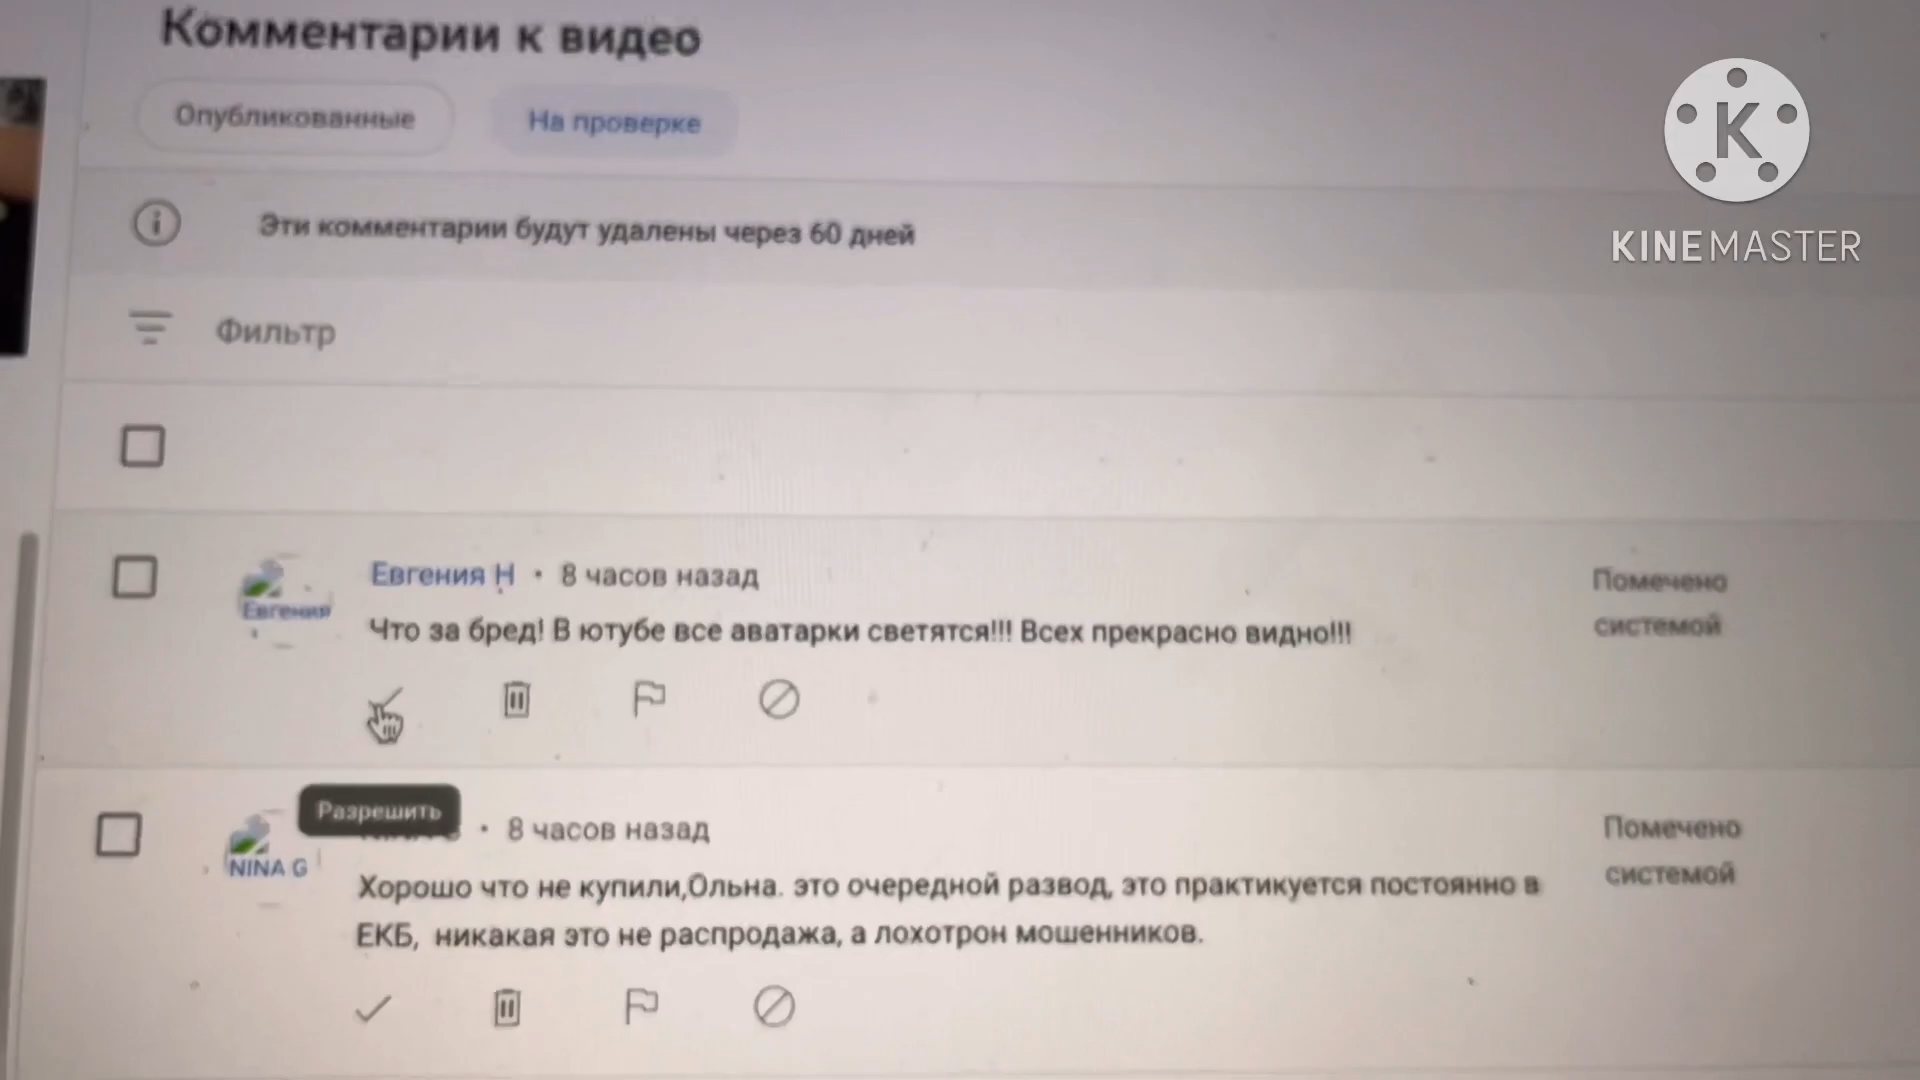 Комментарии к видео
Опубликованные
На проверке
Эти комментарии будут удалены через 60 дней
Фильтр
K
KINEMASTER
Евгения
Евгения Н • 8 часов назад
Что за бред! В ютубе все аватарки светятся!!! Всех прекрасно видно!!!
Помечено
системой
Разрешить
NINA G
• 8 часов назад
Хорошо что не купили,Ольна. это очередной развод, это практикуется постоянно в
ЕКБ, никакая это не распродажа, а лохотрон мошенников.
Помечено
системой